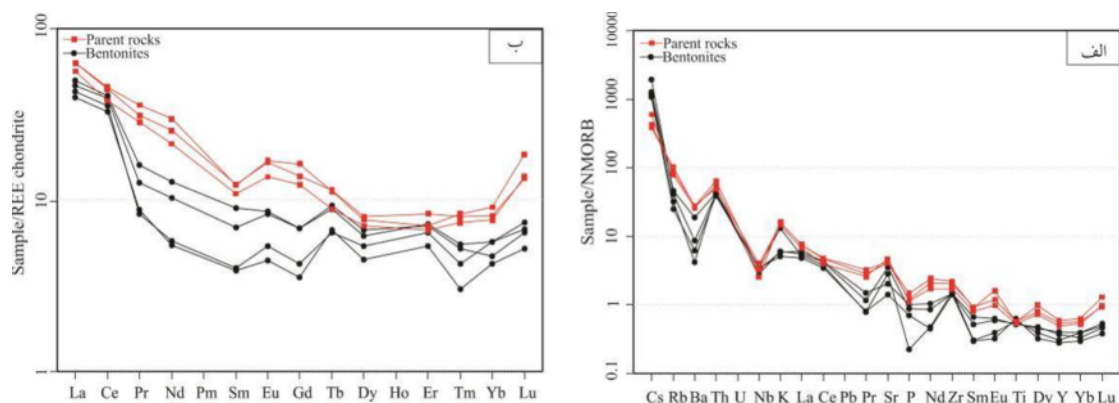 ب
Parent rocks
Bentonites
Sample/REE chondrite
100
10
1
La Ce Pr Nd Pm Sm Eu Gd Tb Dy Ho Er Tm Yb Lu
الف
Parent rocks
Bentonites
Sample/NMORB
10000
1000
100
10
1
0.1
Cs Rb Ba Th U Nb K La Ce Pb Pr Sr P Nd Zr Sm Eu Ti Dy Y Yb Lu